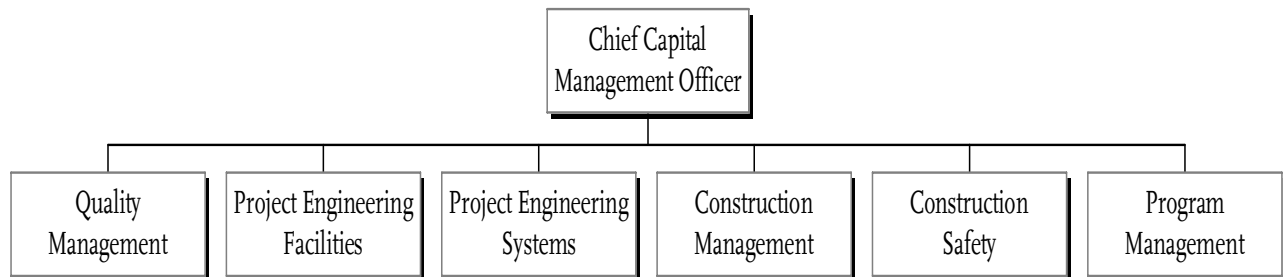 Chief Capital
Management Officer
Quality
Management
Project Engineering
Facilities
Project Engineering
Systems
Construction
Management
Construction
Safety
Program
Management